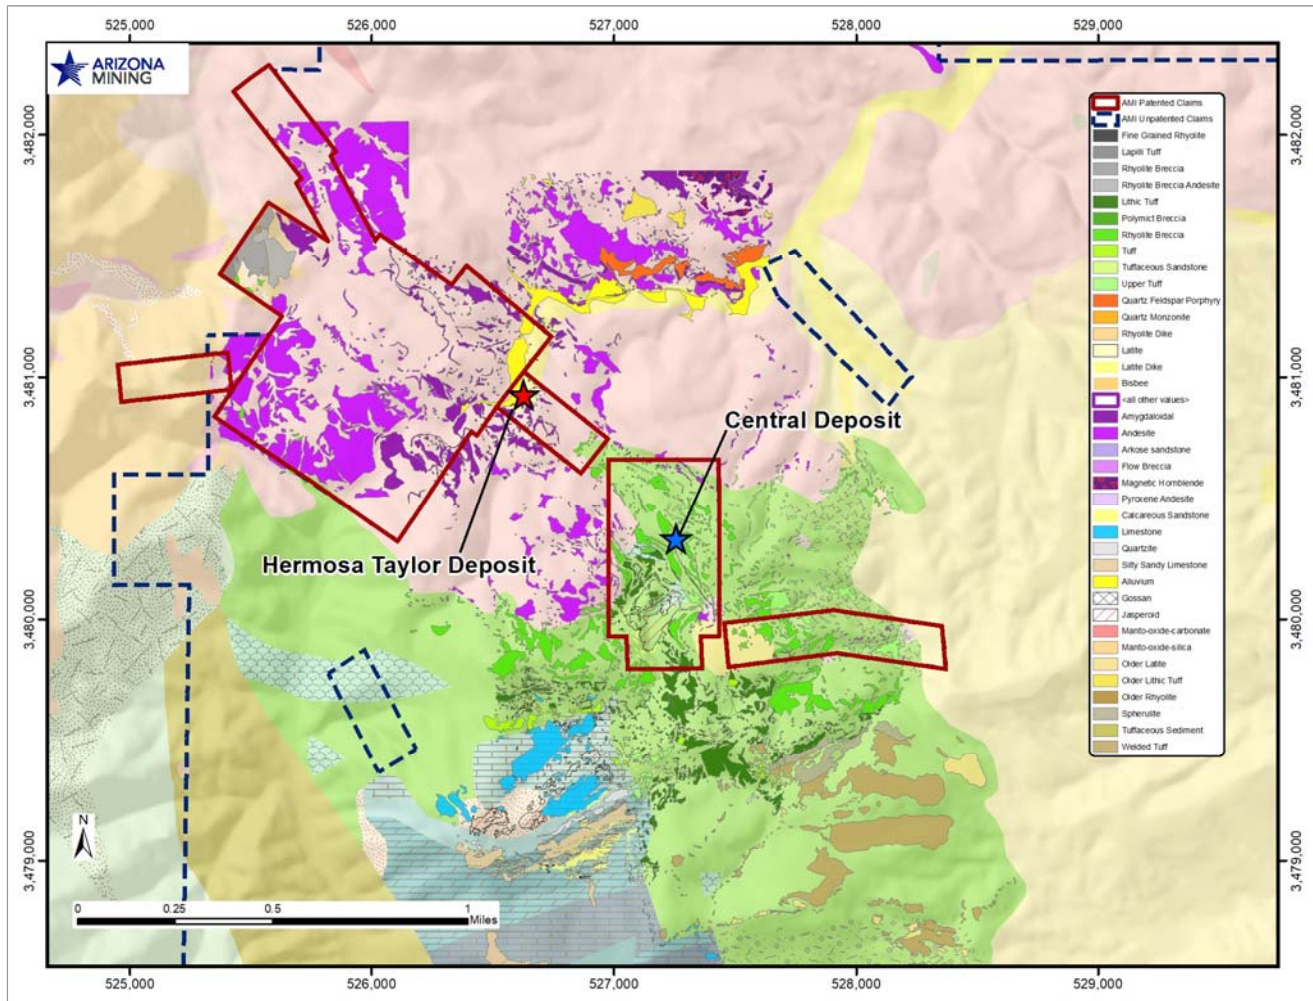 525,000
526,000
527,000
528,000
529,000
ARIZONA
MINING
3,482,000
3,482,000
3,481,000
3,481,000
3,480,000
3,480,000
3,479,000
3,479,000
AMI Patented Claims
AMI Unpatented Claims
Fine Grained Rhyolite
Lapilli Tuff
Rhyolite Breccia
Rhyolite Breccia Andesite
Lithic Tuff
Polymict Breccia
Rhyolite Breccia
Tuff
Tuffaceous Sandstone
Upper Tuff
Quartz Feldspar Porphyry
Quartz Monzonite
Rhyolite Dike
Latite
Latite Dike
Bisbee
<all other values>
Amygdaloidal
Andesite
Arkose sandstone
Flow Breccia
Magnetic Hornblende
Pyroxene Andesite
Calcareous Sandstone
Limestone
Quartzite
Silty Sandy Limestone
Alluvium
Gossan
Jasperoid
Manto-oxide-carbonate
Manto-oxide-silica
Older Latite
Older Lithic Tuff
Older Rhyolite
Spherulite
Tuffaceous Sediment
Welded Tuff
Central Deposit
Hermosa Taylor Deposit
N
0 0.25 0.5 1
Miles
525,000
526,000
527,000
528,000
529,000